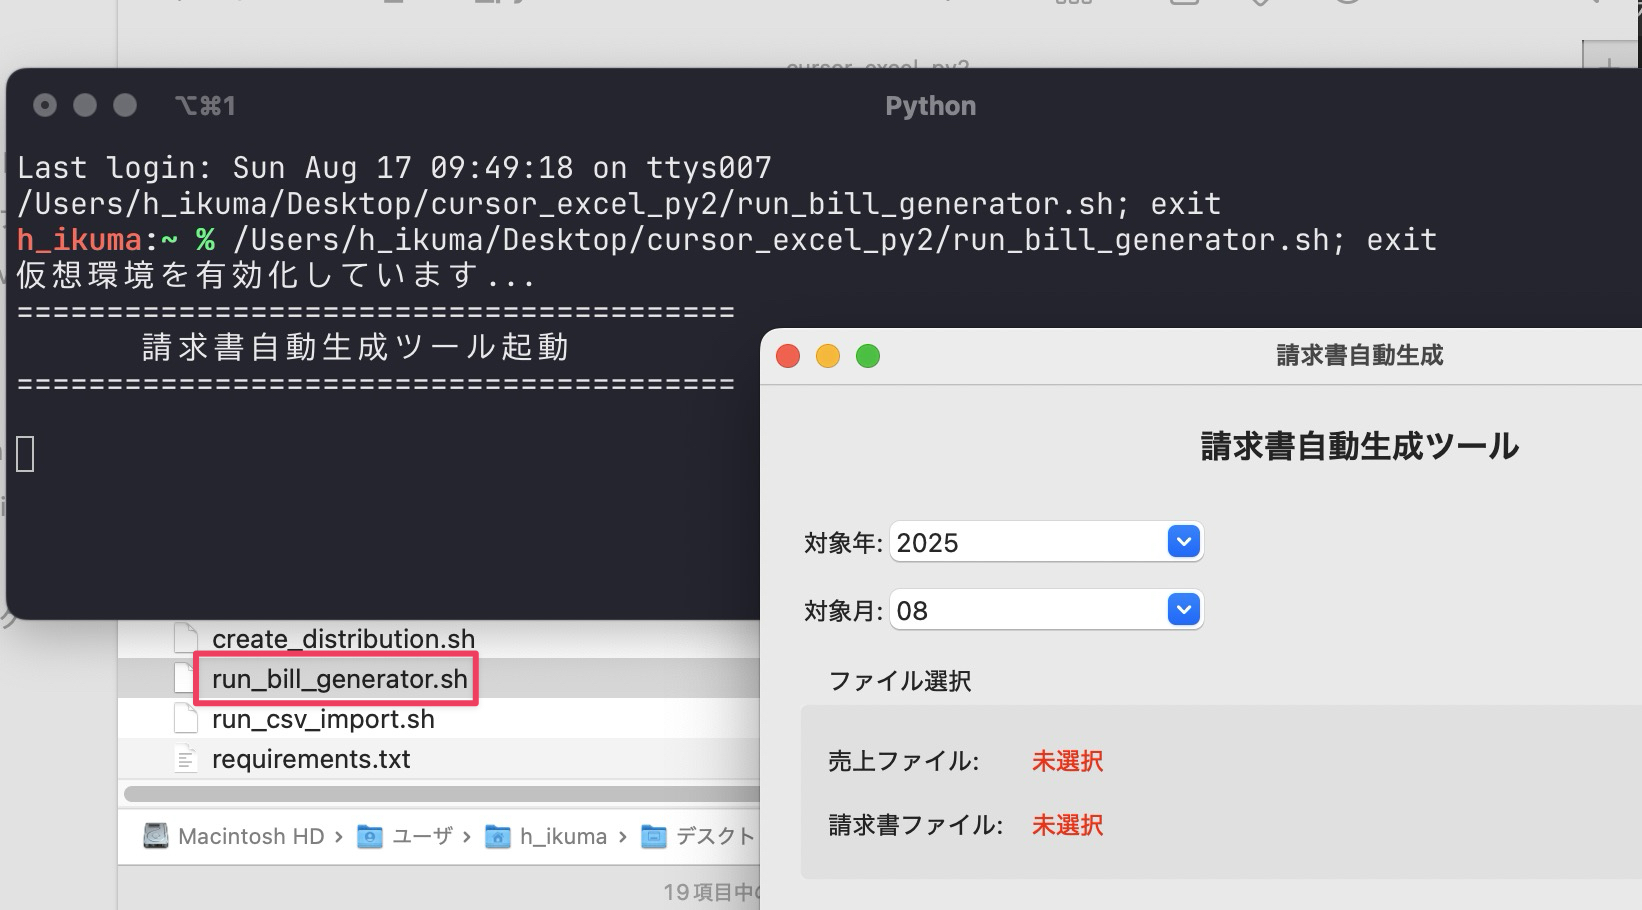 ⌥⌘1
Python
Last login: Sun Aug 17 09:49:18 on ttys007
/Users/h_ikuma/Desktop/cursor_excel_py2/run_bill_generator.sh; exit
h_ikuma:~ % /Users/h_ikuma/Desktop/cursor_excel_py2/run_bill_generator.sh; exit
仮想環境を有効化しています...
========================================
請求書自動生成ツール起動
========================================
請求書自動生成
請求書自動生成ツール
対象年: 2025
対象月: 08
ファイル選択
売上ファイル: 未選択
請求書ファイル: 未選択
create_distribution.sh
run_bill_generator.sh
run_csv_import.sh
requirements.txt
Macintosh HD › ユーザ › h_ikuma › デスクト
19項目中